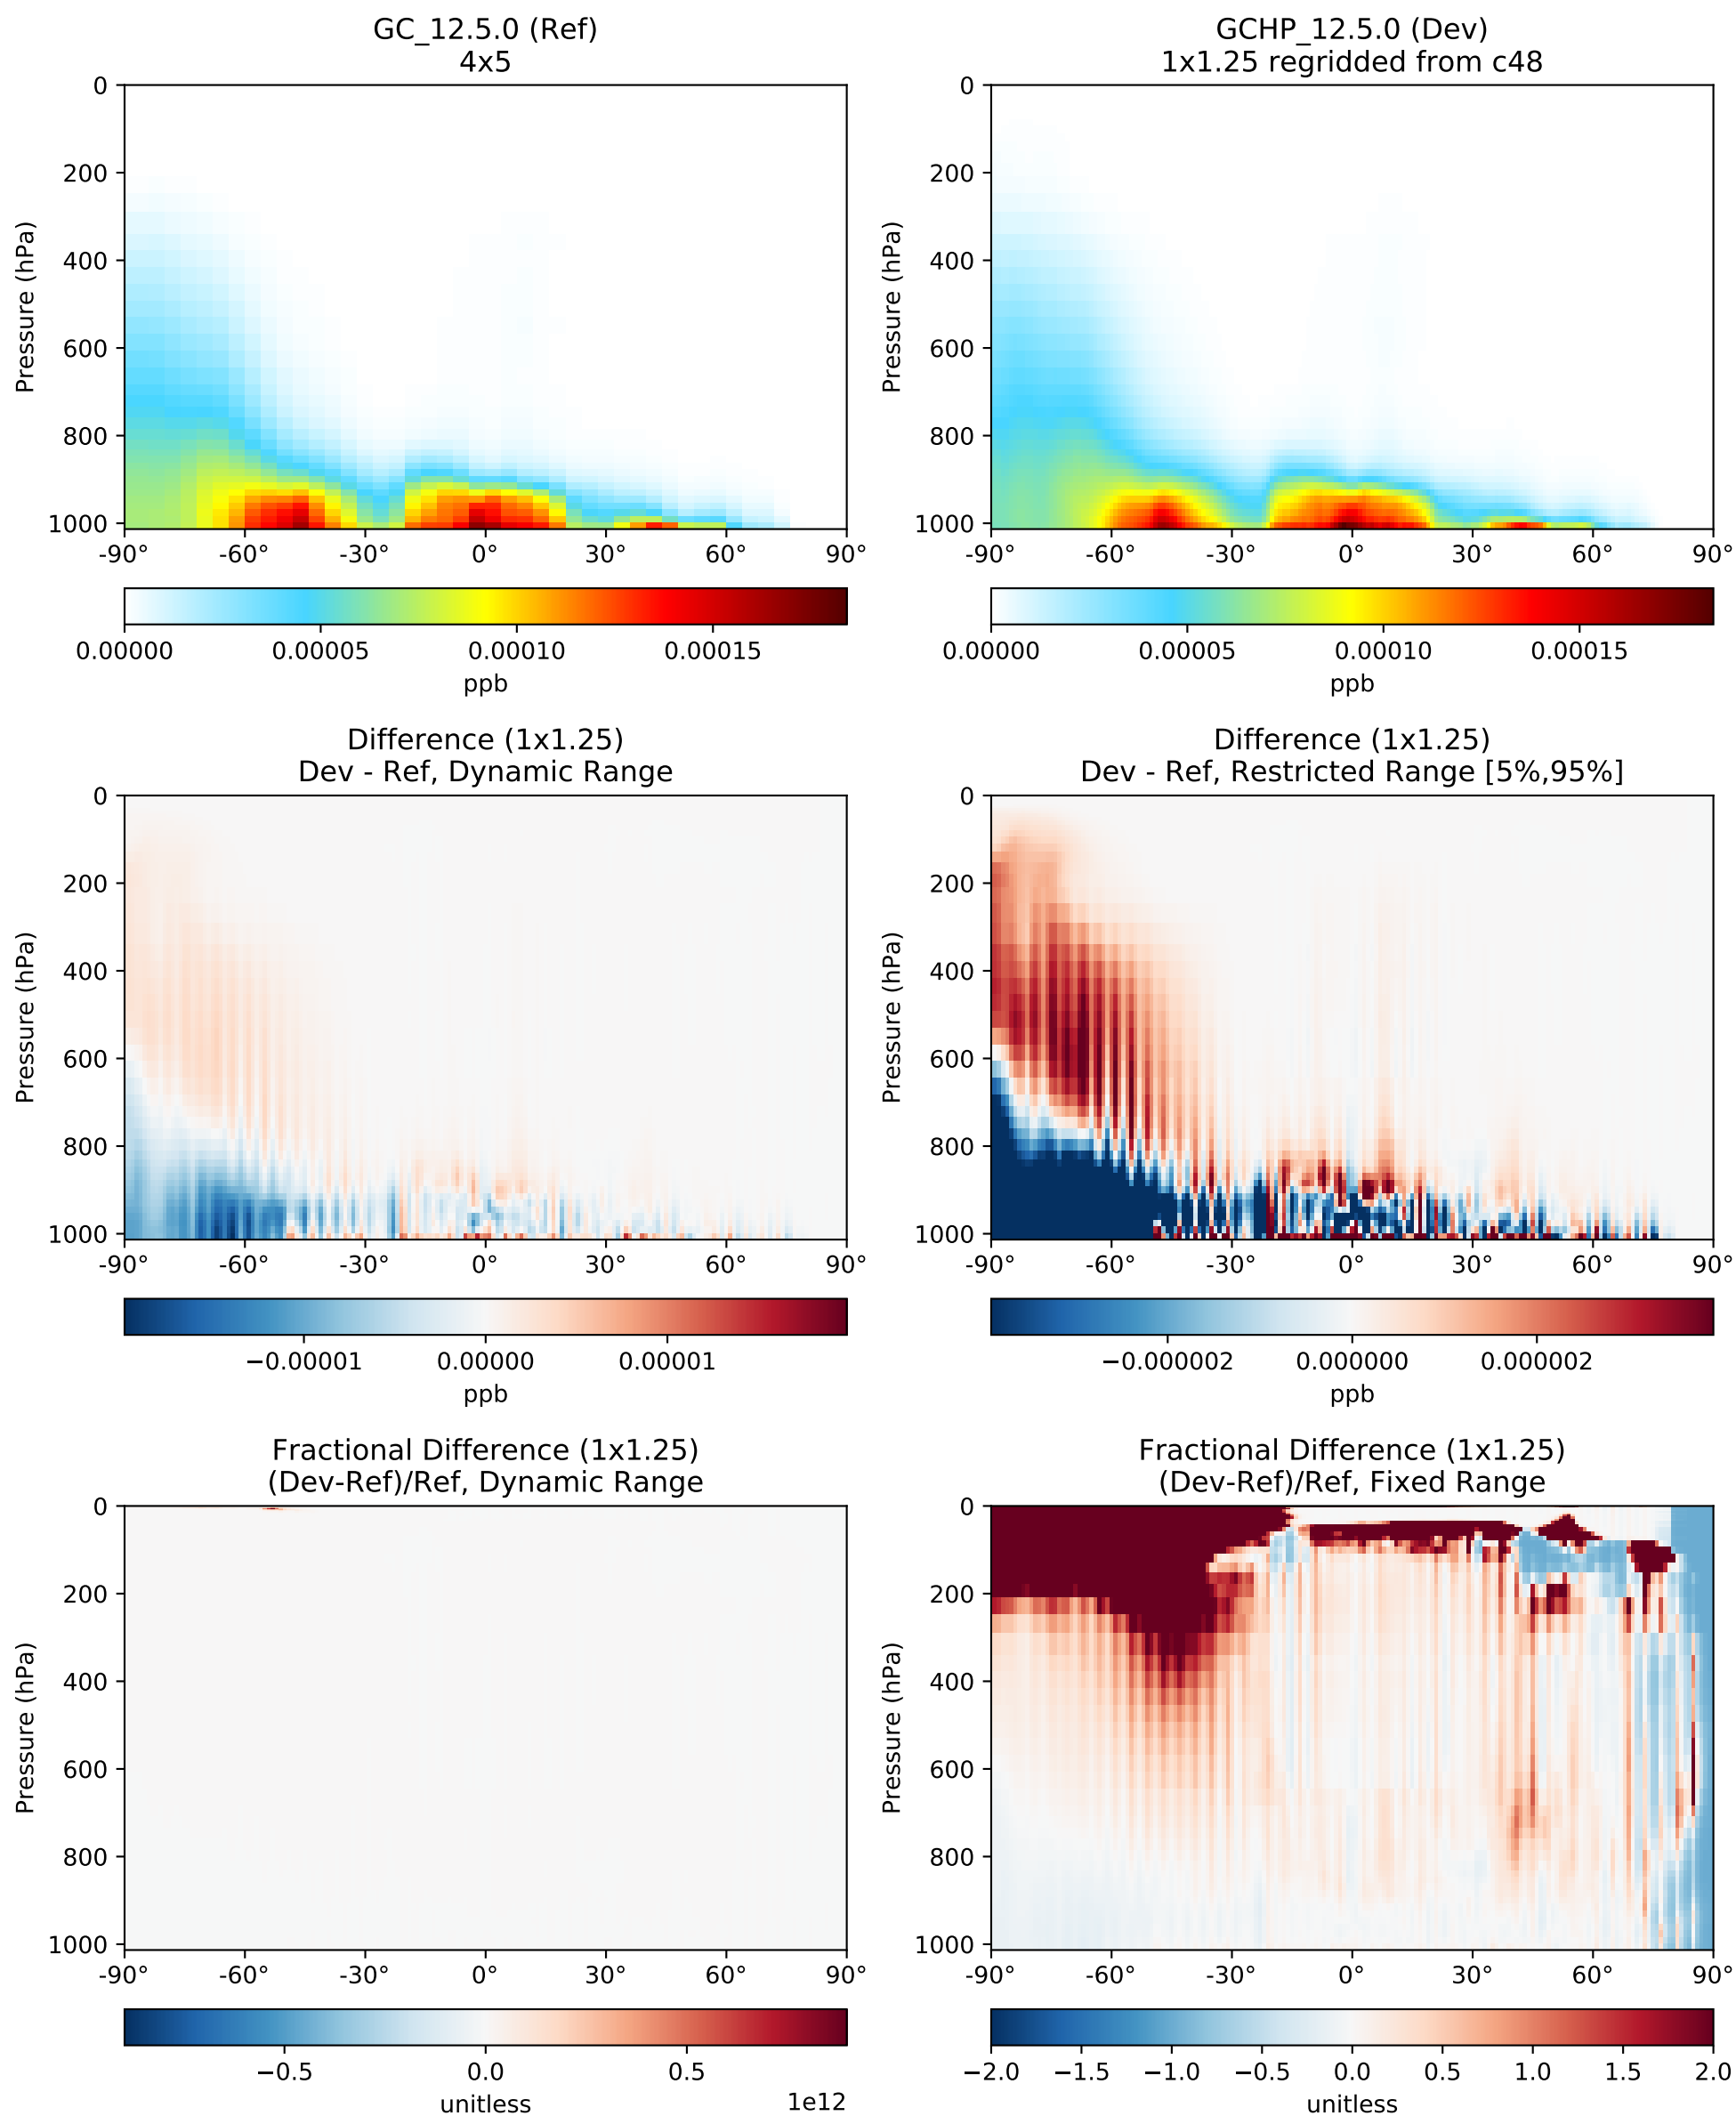 GC_12.5.0 (Ref)
4x5
0
200
400
600
800
1000
Pressure (hPa)
-90° -60° -30° 0° 30° 60° 90°
0.00000 0.00005 0.00010 0.00015
ppb
GCHP_12.5.0 (Dev)
1x1.25 regridded from c48
0
200
400
600
800
1000
Pressure (hPa)
-90° -60° -30° 0° 30° 60° 90°
0.00000 0.00005 0.00010 0.00015
ppb
Difference (1x1.25)
Dev - Ref, Dynamic Range
0
200
400
600
800
1000
Pressure (hPa)
-90° -60° -30° 0° 30° 60° 90°
−0.00001 0.00000 0.00001
ppb
Difference (1x1.25)
Dev - Ref, Restricted Range [5%,95%]
0
200
400
600
800
1000
Pressure (hPa)
-90° -60° -30° 0° 30° 60° 90°
−0.000002 0.000000 0.000002
ppb
Fractional Difference (1x1.25)
(Dev-Ref)/Ref, Dynamic Range
0
200
400
600
800
1000
Pressure (hPa)
-90° -60° -30° 0° 30° 60° 90°
−0.5 0.0 0.5
unitless 1e12
Fractional Difference (1x1.25)
(Dev-Ref)/Ref, Fixed Range
0
200
400
600
800
1000
Pressure (hPa)
-90° -60° -30° 0° 30° 60° 90°
−2.0 −1.5 −1.0 −0.5 0.0 0.5 1.0 1.5 2.0
unitless